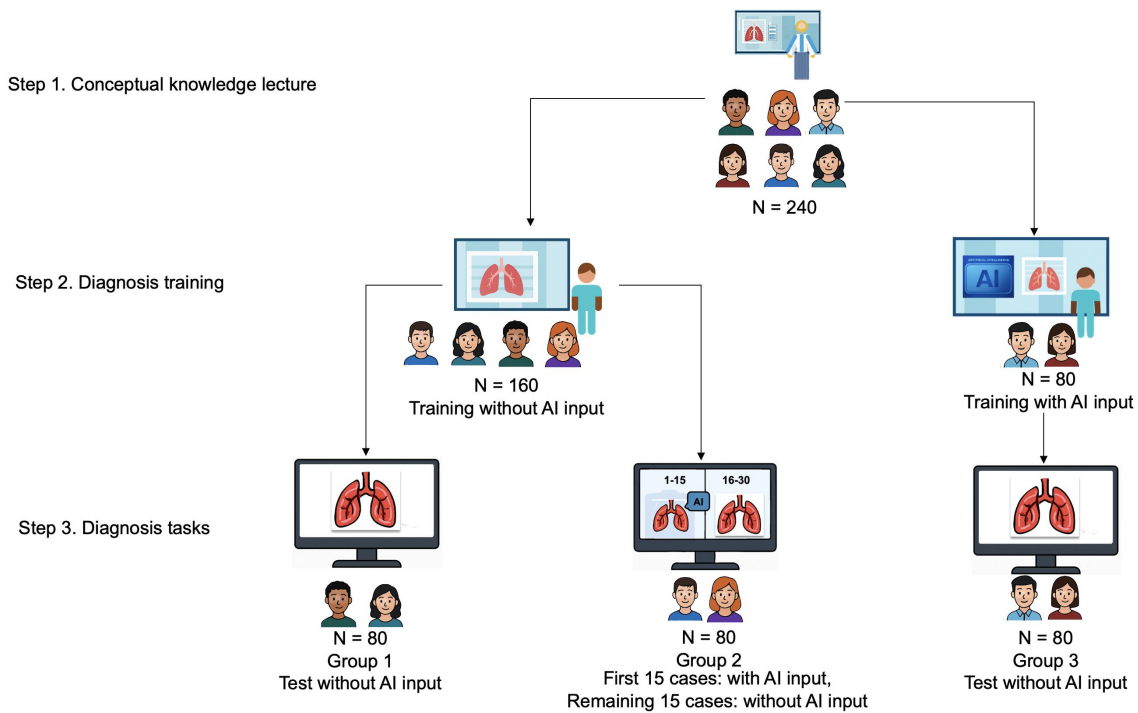 Step 1. Conceptual knowledge lecture
N = 240
Step 2. Diagnosis training
ARTIFICIAL INTELLIGENCE
AI
N = 160
Training without AI input
N = 80
Training with AI input
Step 3. Diagnosis tasks
1-15
16-30
AI
N = 80
Group 1
Test without AI input
N = 80
Group 2
First 15 cases: with AI input,
Remaining 15 cases: without AI input
N = 80
Group 3
Test without AI input